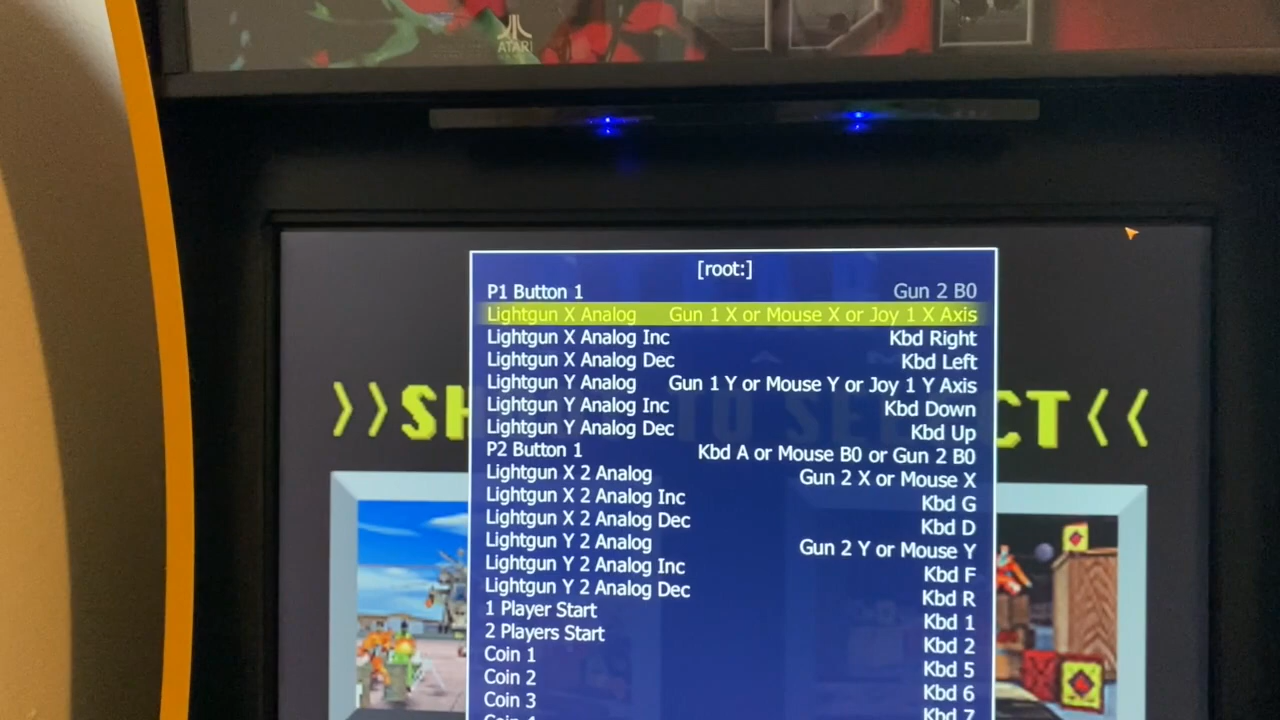 ATARI
[root:]
P1 Button 1 Gun 2 B0
Lightgun X Analog Gun 1 X or Mouse X or Joy 1 X Axis
Lightgun X Analog Inc Kbd Right
Lightgun X Analog Dec Kbd Left
Lightgun Y Analog Gun 1 Y or Mouse Y or Joy 1 Y Axis
Lightgun Y Analog Inc Kbd Down
Lightgun Y Analog Dec Kbd Up
P2 Button 1 Kbd A or Mouse B0 or Gun 2 B0
Lightgun X 2 Analog Gun 2 X or Mouse X
Lightgun X 2 Analog Inc Kbd G
Lightgun X 2 Analog Dec Kbd D
Lightgun Y 2 Analog Gun 2 Y or Mouse Y
Lightgun Y 2 Analog Inc Kbd F
Lightgun Y 2 Analog Dec Kbd R
1 Player Start Kbd 1
2 Players Start Kbd 2
Coin 1 Kbd 5
Coin 2 Kbd 6
Coin 3 Kbd 7